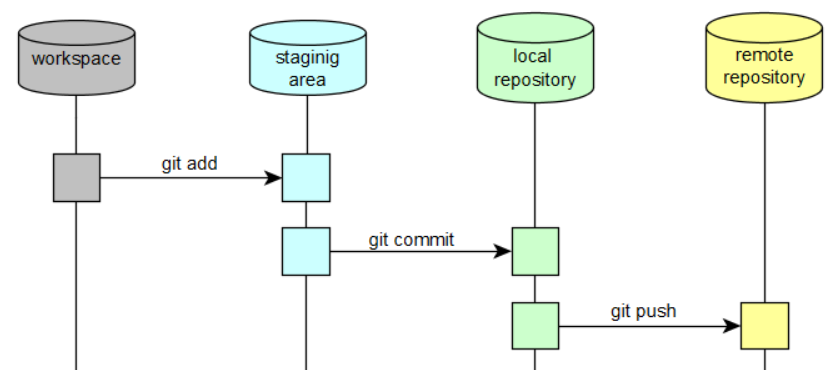 workspace
staginig
area
local
repository
remote
repository
git add
git commit
git push